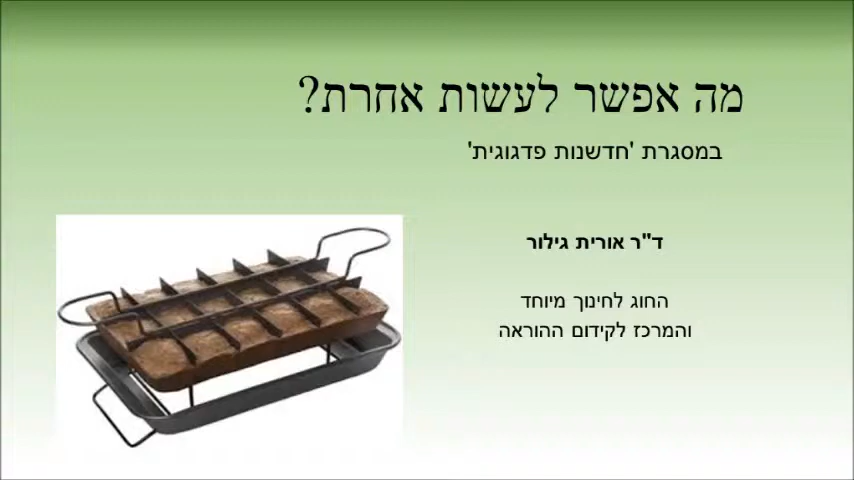 מה אפשר לעשות אחרת?
במסגרת 'חדשנות פדגוגית'
ד"ר אורית גילור
החוג לחינוך מיוחד
והמרכז לקידום ההוראה